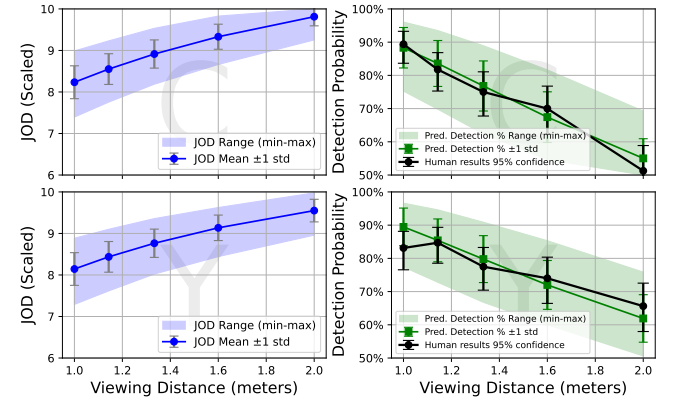 10
9
8
7
6
JOD (Scaled)
C
JOD Range (min-max)
JOD Mean ±1 std
100%
90%
80%
70%
60%
50%
Detection Probability
C
Pred. Detection % Range (min-max)
Pred. Detection % ±1 std
Human results 95% confidence
10
9
8
7
6
JOD (Scaled)
Y
JOD Range (min-max)
JOD Mean ±1 std
1.0 1.2 1.4 1.6 1.8 2.0
Viewing Distance (meters)
100%
90%
80%
70%
60%
50%
Detection Probability
Y
Pred. Detection % Range (min-max)
Pred. Detection % ±1 std
Human results 95% confidence
1.0 1.2 1.4 1.6 1.8 2.0
Viewing Distance (meters)